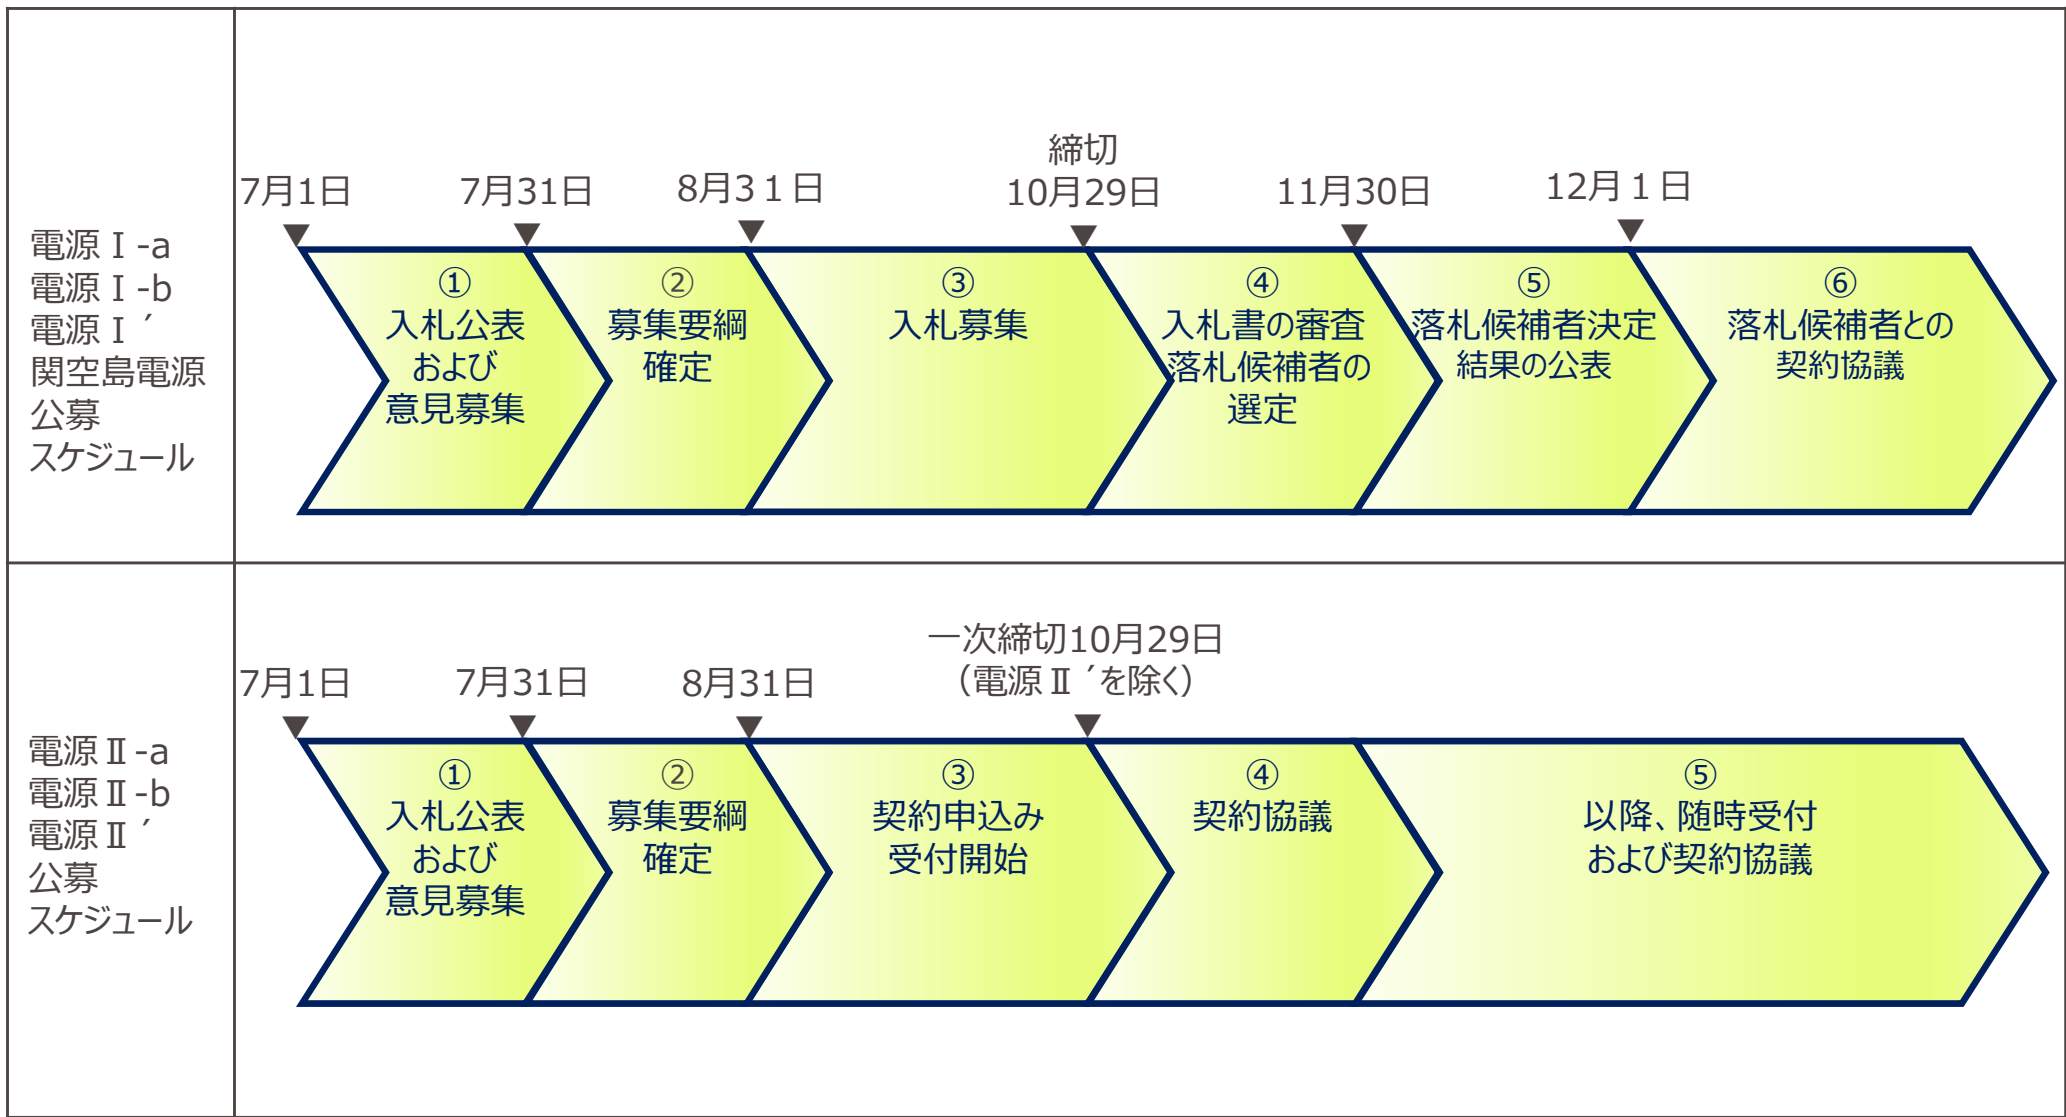 電源Ⅰ-a
電源Ⅰ-b
電源Ⅰ´
関空島電源
公募
スケジュール
7月1日
7月31日
8月3１日
締切
10月29日
11月30日
12月１日
①
入札公表
および
意見募集
②
募集要綱
確定
③
入札募集
④
入札書の審査
落札候補者の
選定
⑤
落札候補者決定
結果の公表
⑥
落札候補者との
契約協議
電源Ⅱ-a
電源Ⅱ-b
電源Ⅱ´
公募
スケジュール
7月1日
7月31日
8月31日
一次締切10月29日
（電源Ⅱ´を除く）
①
入札公表
および
意見募集
②
募集要綱
確定
③
契約申込み
受付開始
④
契約協議
⑤
以降、随時受付
および契約協議